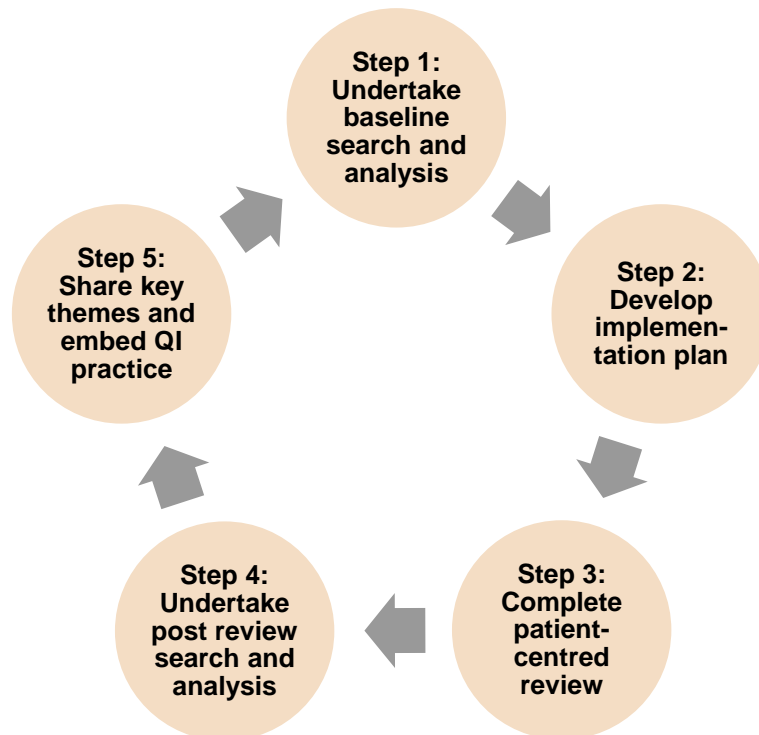 Step 1:
Undertake
baseline
search and
analysis
Step 2:
Develop
implemen-
tation plan
Step 3:
Complete
patient-
centred
review
Step 4:
Undertake
post review
search and
analysis
Step 5:
Share key
themes and
embed QI
practice